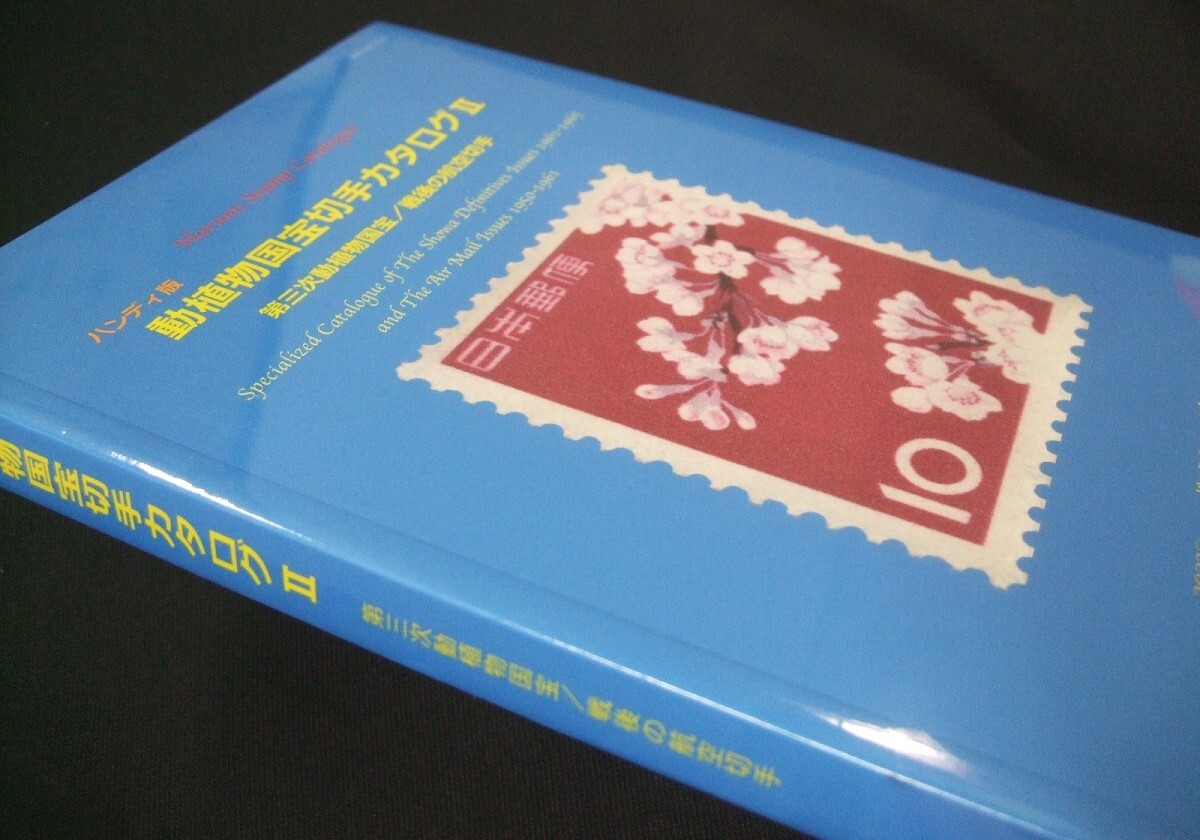 Stamp Catalogue
ハンディ版
動植物国宝切手カタログⅡ
第三次動植物国宝/戦後の航空切手
Specialized Catalogue of The Showa Definitives Issues 1961-1965
and The Air Mail Issues 1950-1961
日本郵便
10
物国宝切手カタログⅡ
第三次動植物国宝/戦後の航空切手